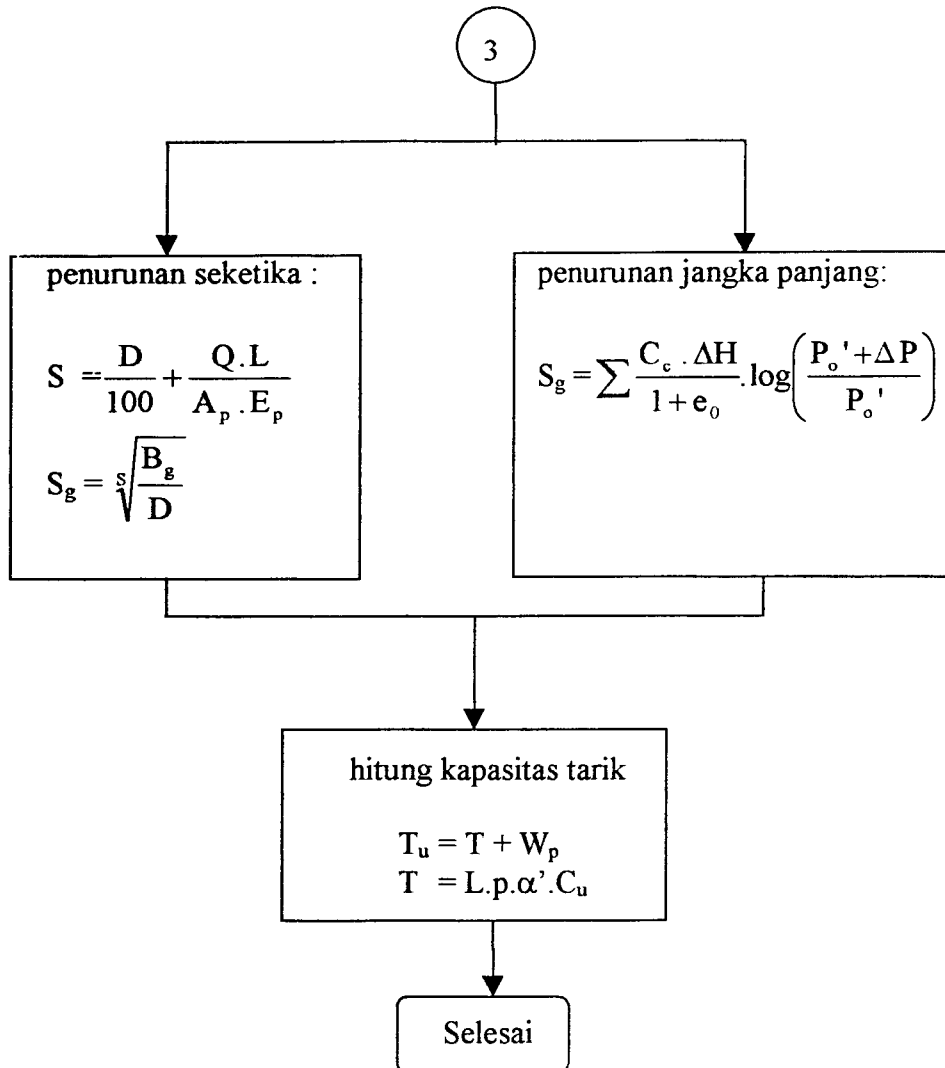 3
penurunan seketika :
S = D/100 + Q.L/A_p . E_p
S_g = ˢ√(B_g/D)
penurunan jangka panjang:
S_g = ∑ C_c . ΔH/1 + e_0 . log(P_o' + ΔP/P_o')
hitung kapasitas tarik
T_u = T + W_p
T = L.p.α'.C_u
Selesai